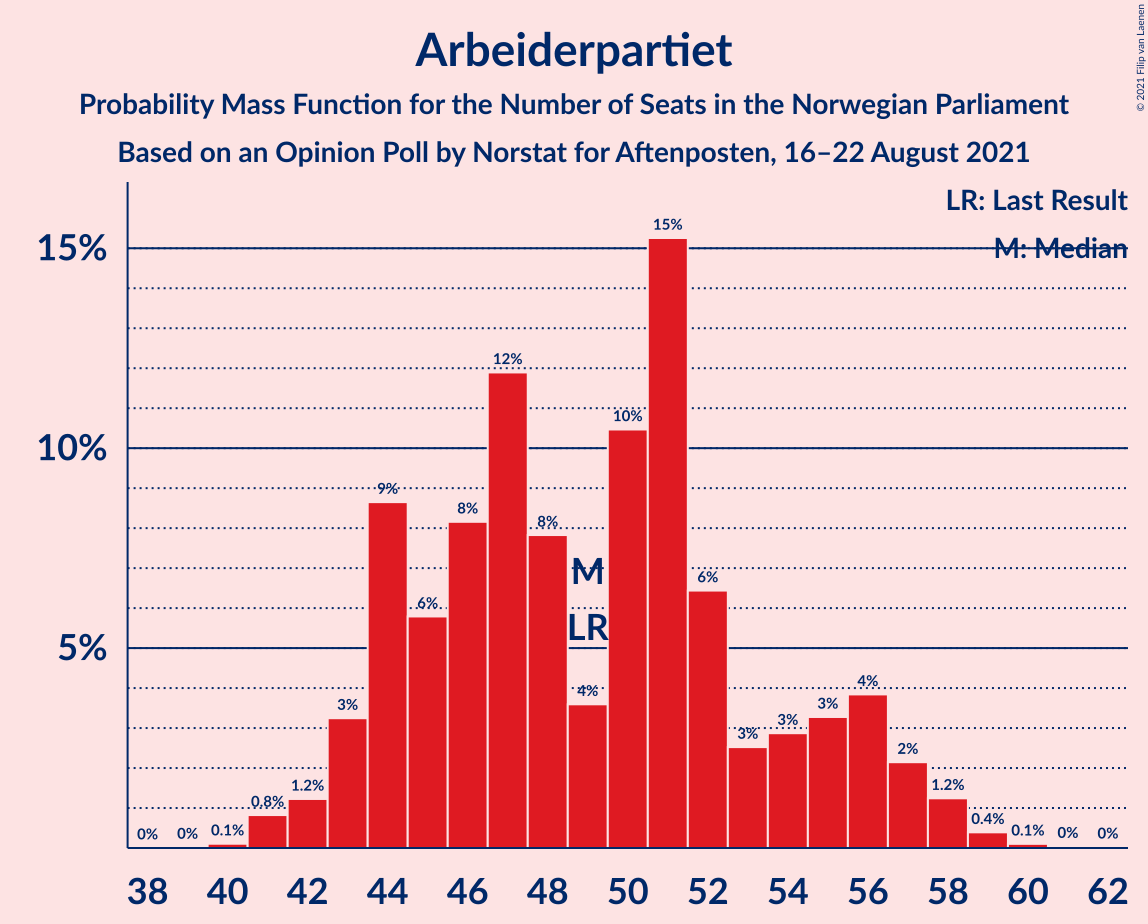 Arbeiderpartiet
Probability Mass Function for the Number of Seats in the Norwegian Parliament
Based on an Opinion Poll by Norstat for Aftenposten, 16–22 August 2021
© 2021 Filip van Laenen
LR: Last Result
M: Median
15%
10%
5%
0% 0% 0.1% 0.8% 1.2% 3% 9% 6% 8% 12% 8% 4% 10% 15% 6% 3% 3% 3% 4% 2% 1.2% 0.4% 0.1% 0% 0%
M
LR
38 40 42 44 46 48 50 52 54 56 58 60 62